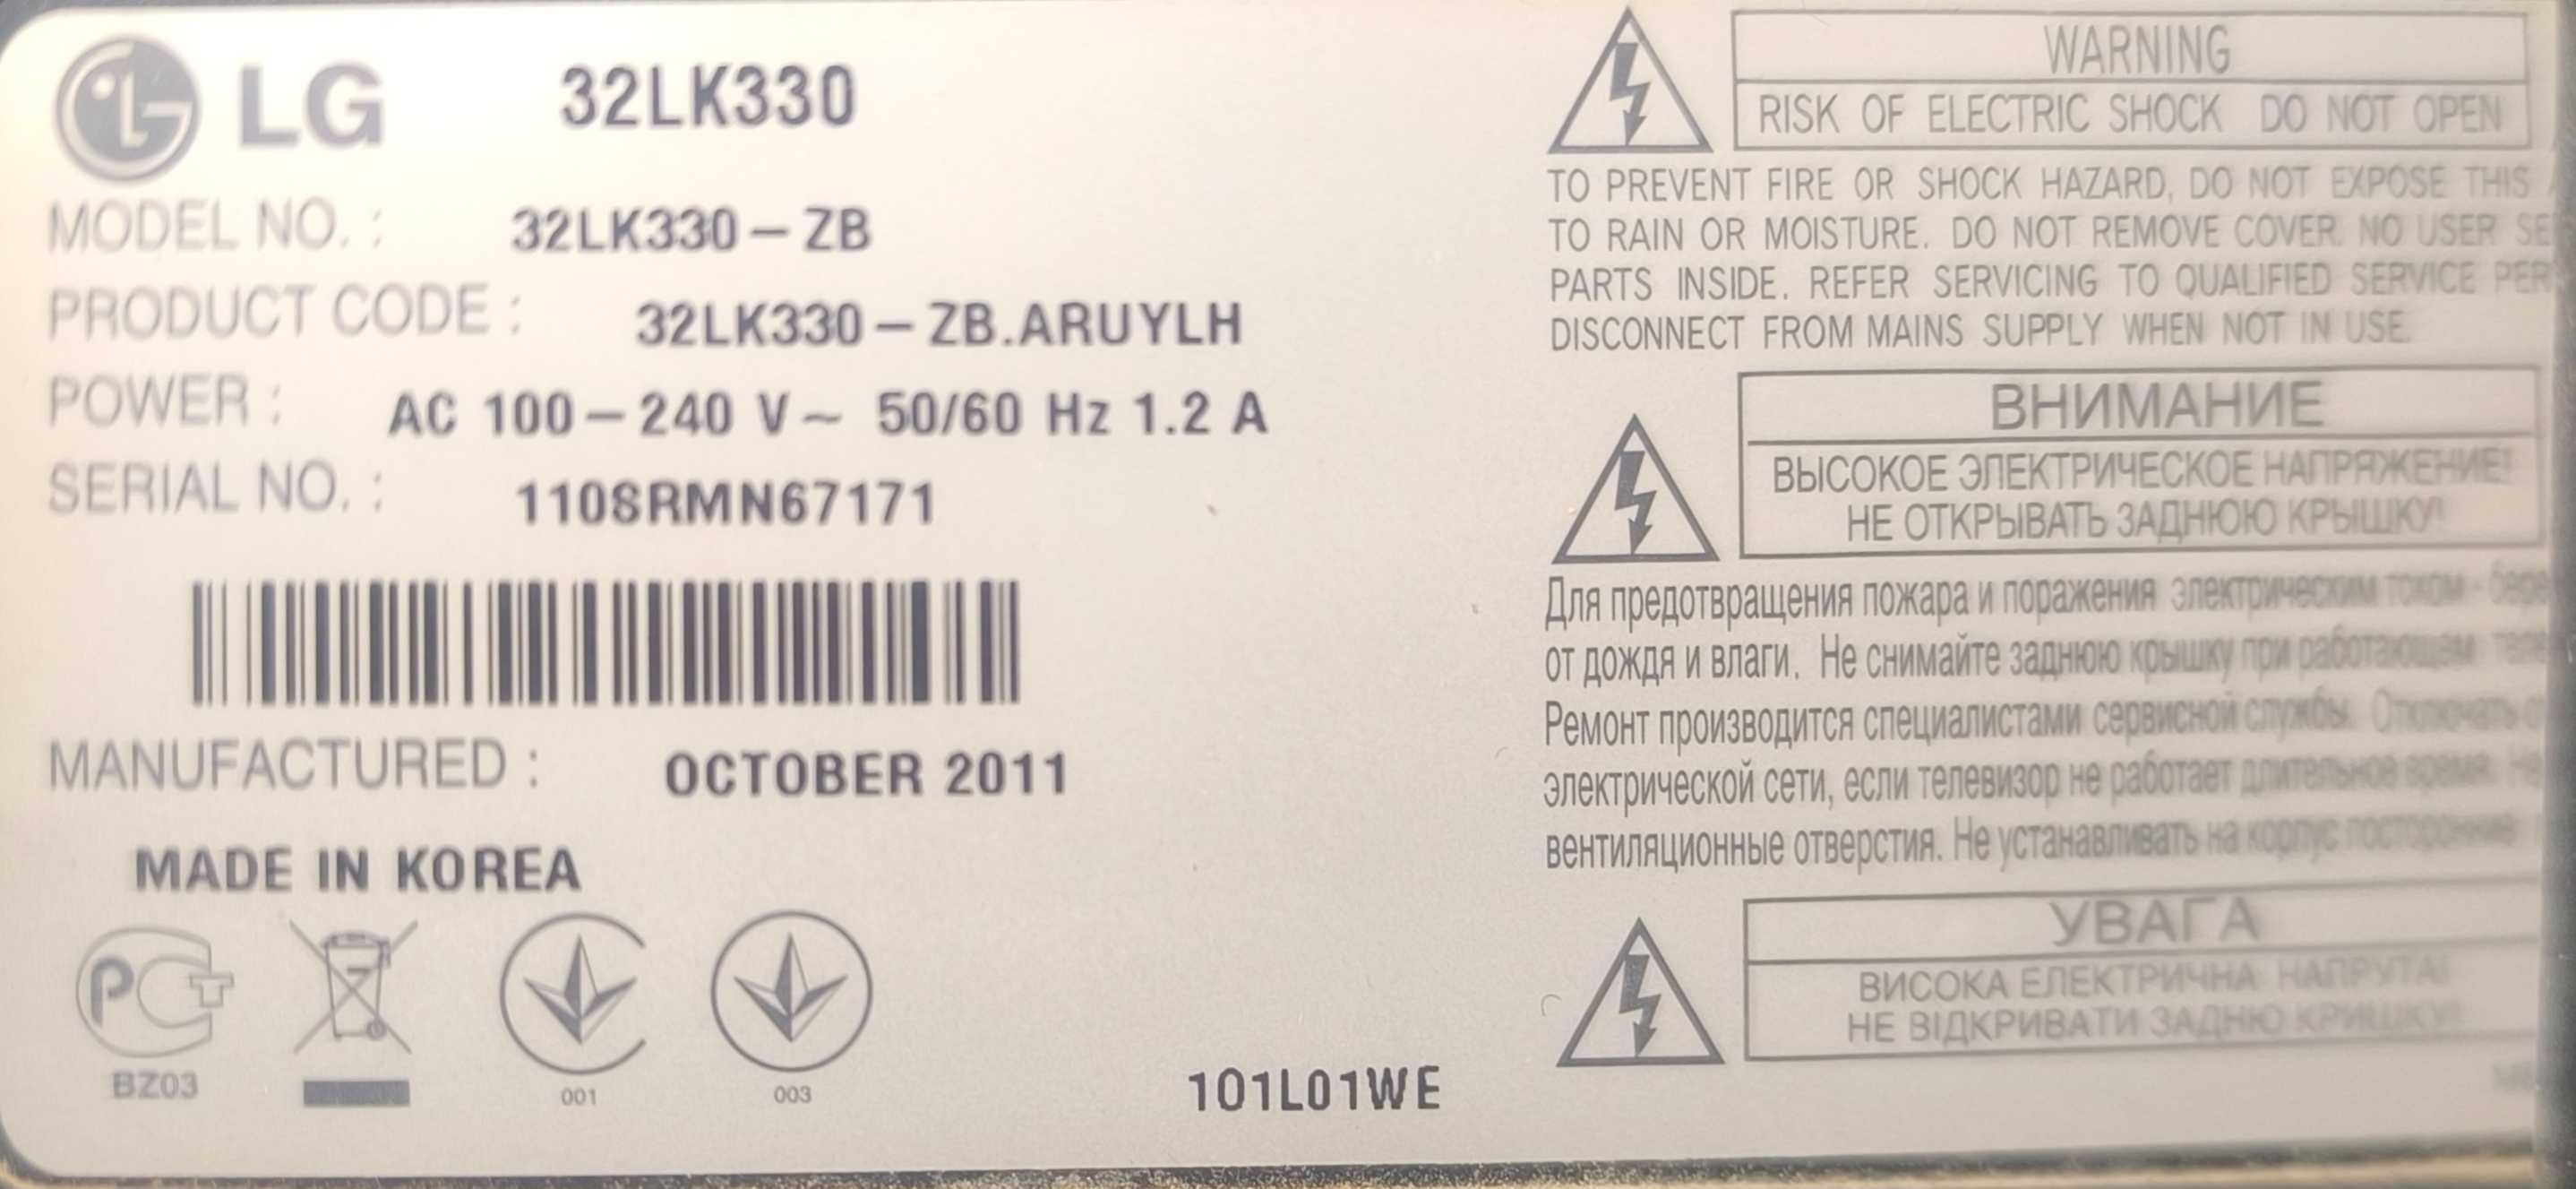 LG 32LK330
MODEL NO. : 32LK330-ZB
PRODUCT CODE : 32LK330-ZB.ARUYLH
POWER : AC 100-240 V~ 50/60 Hz 1.2 A
SERIAL NO. : 110SRMN67171
MANUFACTURED : OCTOBER 2011
MADE IN KOREA
BZ03
001
003
101L01WE
WARNING
RISK OF ELECTRIC SHOCK DO NOT OPEN
TO PREVENT FIRE OR SHOCK HAZARD, DO NOT EXPOSE THIS
TO RAIN OR MOISTURE. DO NOT REMOVE COVER. NO USER
PARTS INSIDE. REFER SERVICING TO QUALIFIED SERVICE
DISCONNECT FROM MAINS SUPPLY WHEN NOT IN USE.
ВНИМАНИЕ
ВЫСОКОЕ ЭЛЕКТРИЧЕСКОЕ НАПРЯЖЕНИЕ!
НЕ ОТКРЫВАТЬ ЗАДНЮЮ КРЫШКУ!
Для предотвращения пожара и поражения электрическим током -
от дождя и влаги. Не снимайте заднюю крышку при работающем
Ремонт производится специалистами сервисной службы. Отключать
электрической сети, если телевизор не работает длительное время.
вентиляционные отверстия. Не устанавливать на корпус посторонние
УВАГА
ВИСОКА ЕЛЕКТРИЧНА НАПРУГА!
НЕ ВІДКРИВАТИ ЗАДНЮ КРИШКУ!